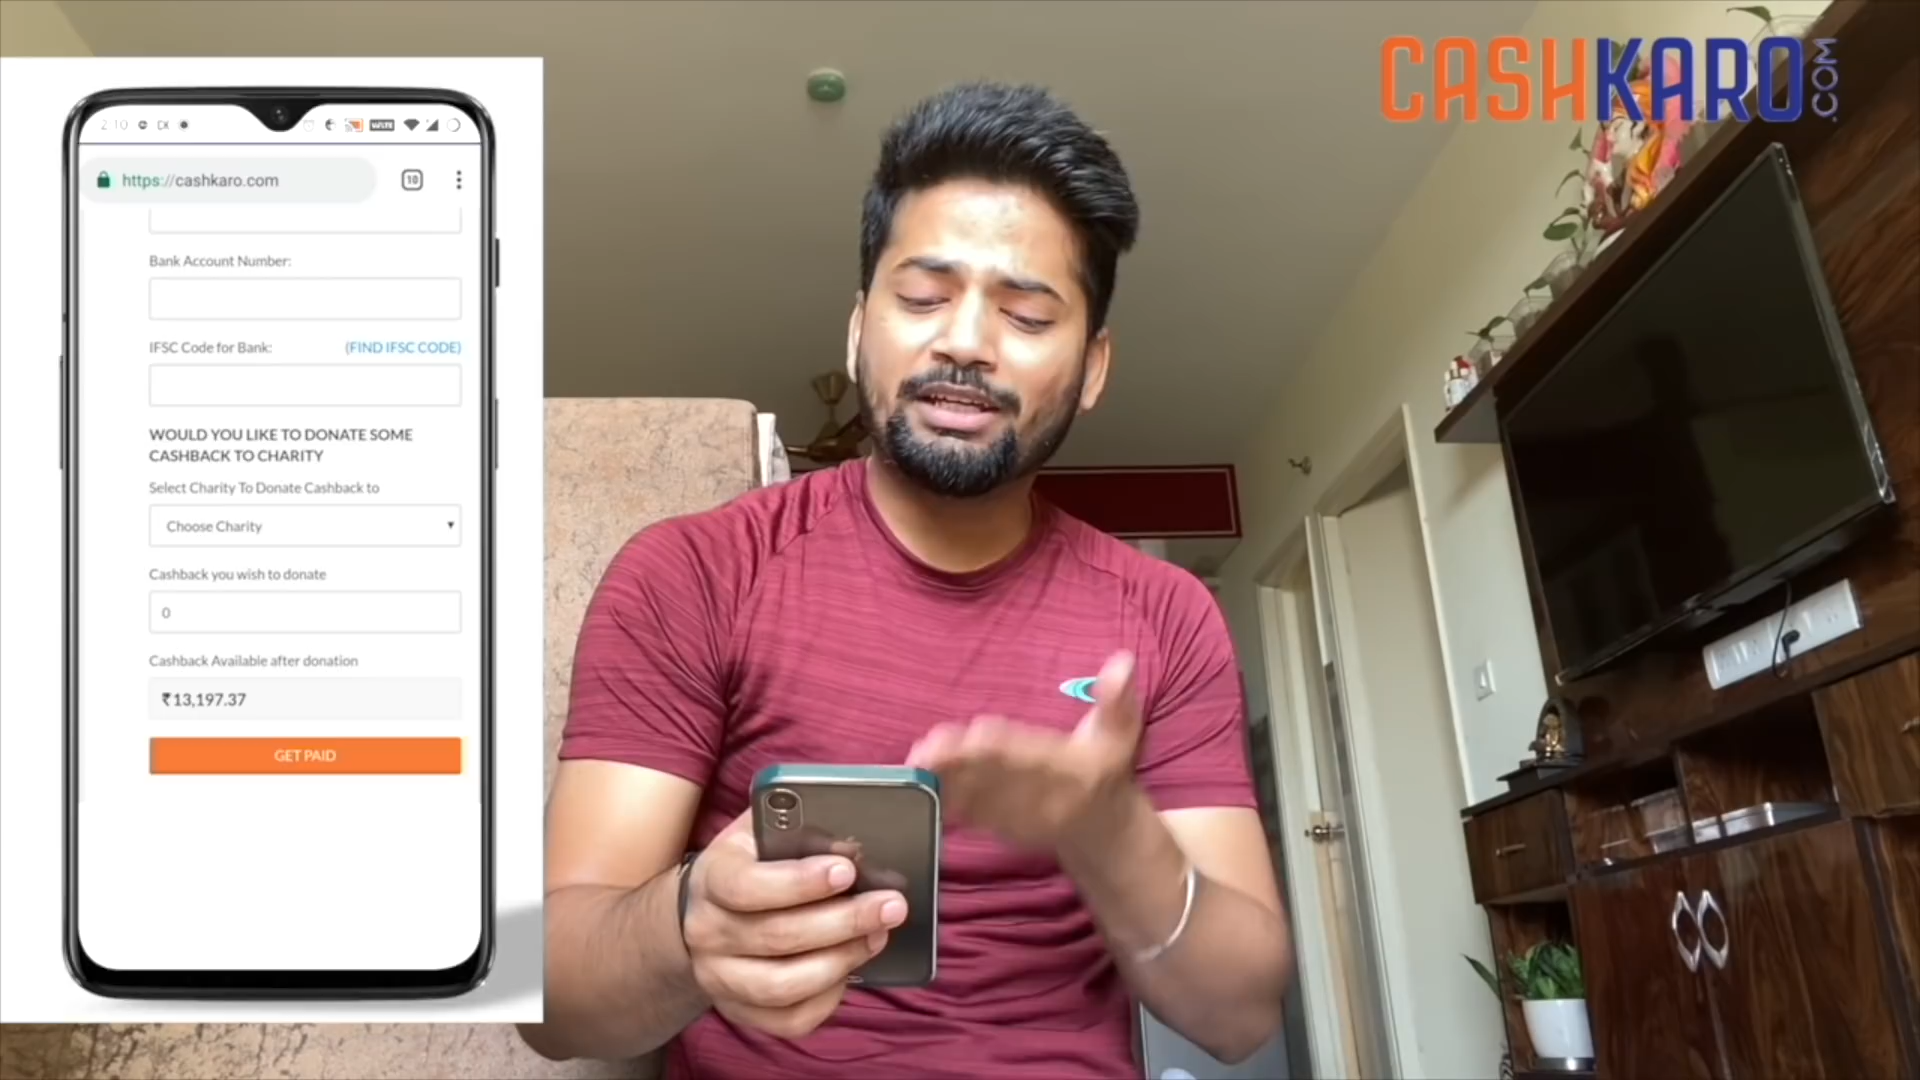 CASHKARO.COM
2:10
https://cashkaro.com
10
Bank Account Number:
IFSC Code for Bank: (FIND IFSC CODE)
WOULD YOU LIKE TO DONATE SOME
CASHBACK TO CHARITY
Select Charity To Donate Cashback to
Choose Charity
Cashback you wish to donate
0
Cashback Available after donation
₹13,197.37
GET PAID